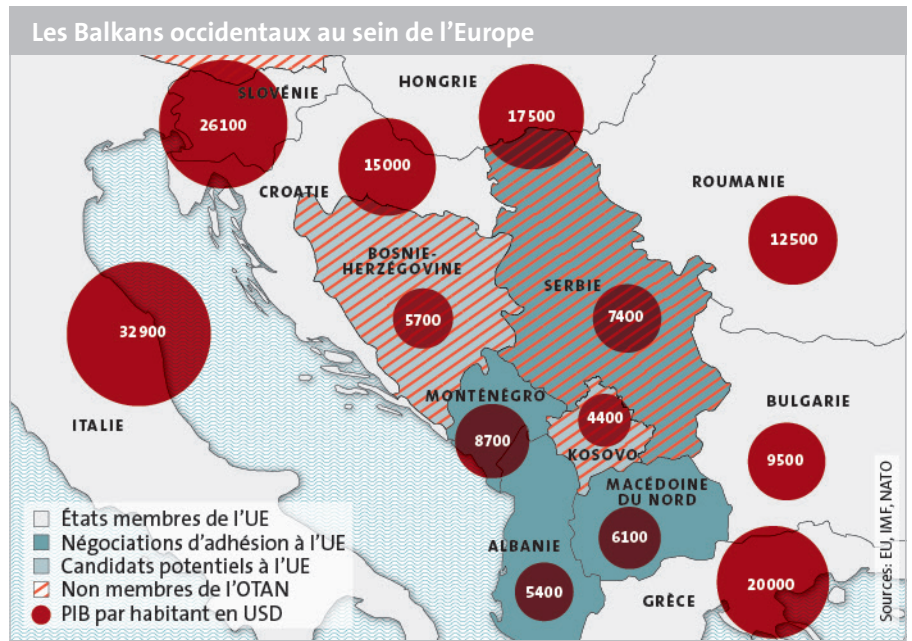 Les Balkans occidentaux au sein de l'Europe
SLOVÉNIE
26100
HONGRIE
17500
15000
CROATIE
ROUMANIE
12500
BOSNIE-
HERZÉGOVINE
5700
SERBIE
7400
32900
ITALIE
MONTÉNÉGRO
8700
4400
KOSOVO
BULGARIE
9500
MACÉDOINE
DU NORD
6100
ALBANIE
5400
GRÈCE
20000
États membres de l'UE
Négociations d'adhésion à l'UE
Candidats potentiels à l'UE
Non membres de l'OTAN
PIB par habitant en USD
Sources: EU, IMF, NATO